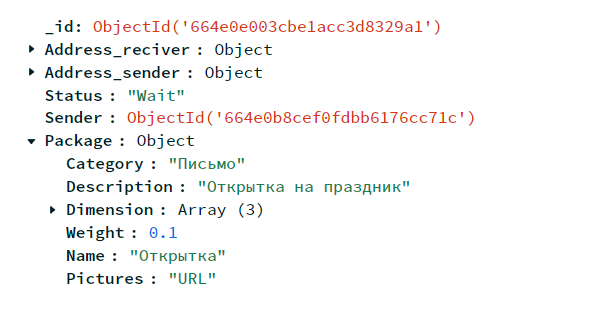 _id: ObjectId('664e0e003cbe1acc3d8329a1')
Address_reciver : Object
Address_sender : Object
Status : "Wait"
Sender : ObjectId('664e0b8cef0fdbb6176cc71c')
Package : Object
Category : "Письмо"
Description : "Открытка на праздник"
Dimension : Array (3)
Weight : 0.1
Name : "Открытка"
Pictures : "URL"